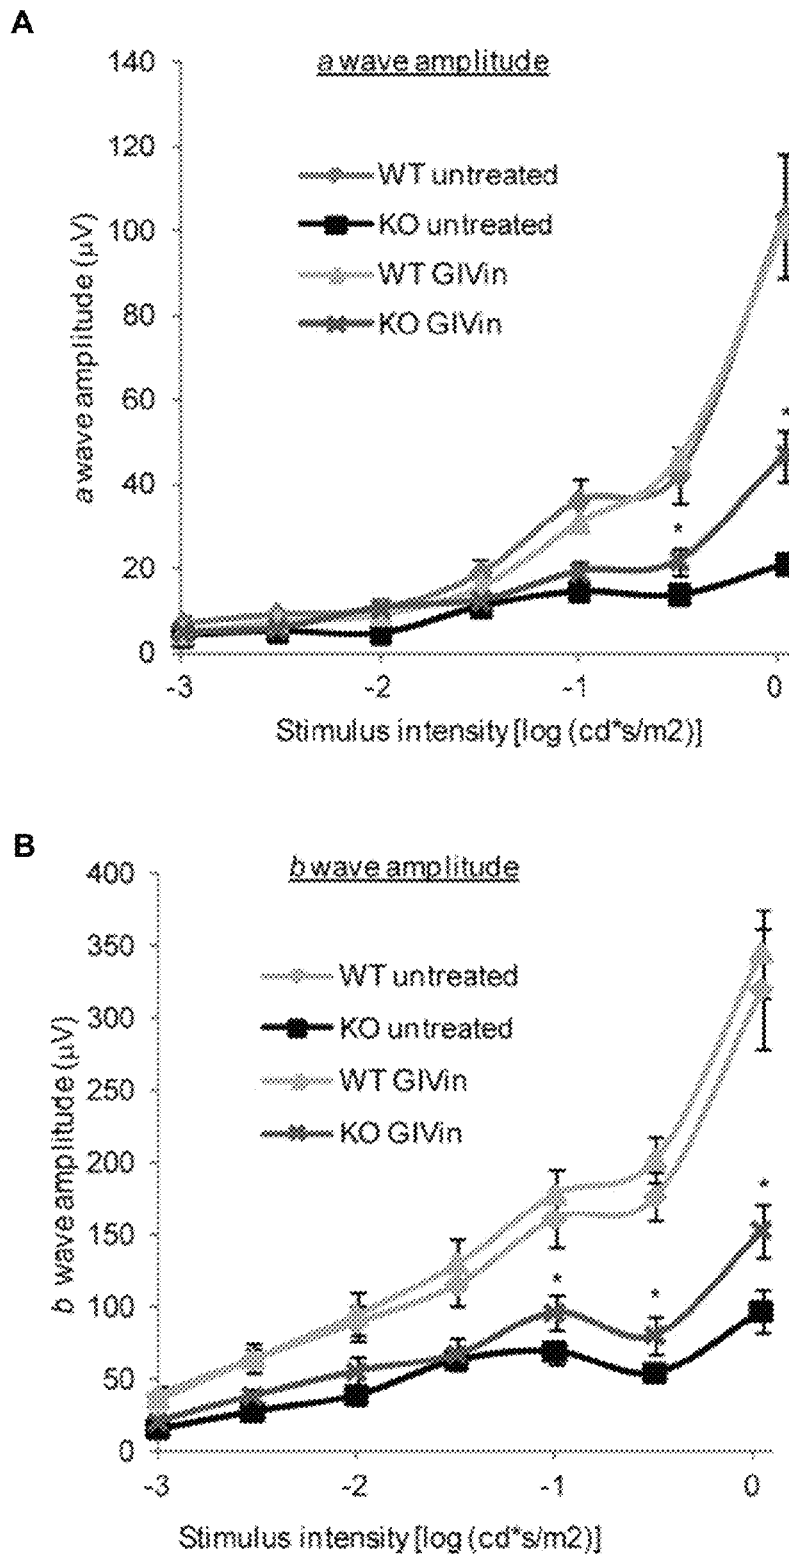 A
a wave amplitude
140
120
100
80
60
40
20
0
a wave amplitude (µV)
WT untreated
KO untreated
WT GIVin
KO GIVin
*
*
-3 -2 -1 0
Stimulus intensity [log (cd*s/m2)]
B
b wave amplitude
400
350
300
250
200
150
100
50
0
b wave amplitude (µV)
WT untreated
KO untreated
WT GIVin
KO GIVin
*
*
*
-3 -2 -1 0
Stimulus intensity [log (cd*s/m2)]